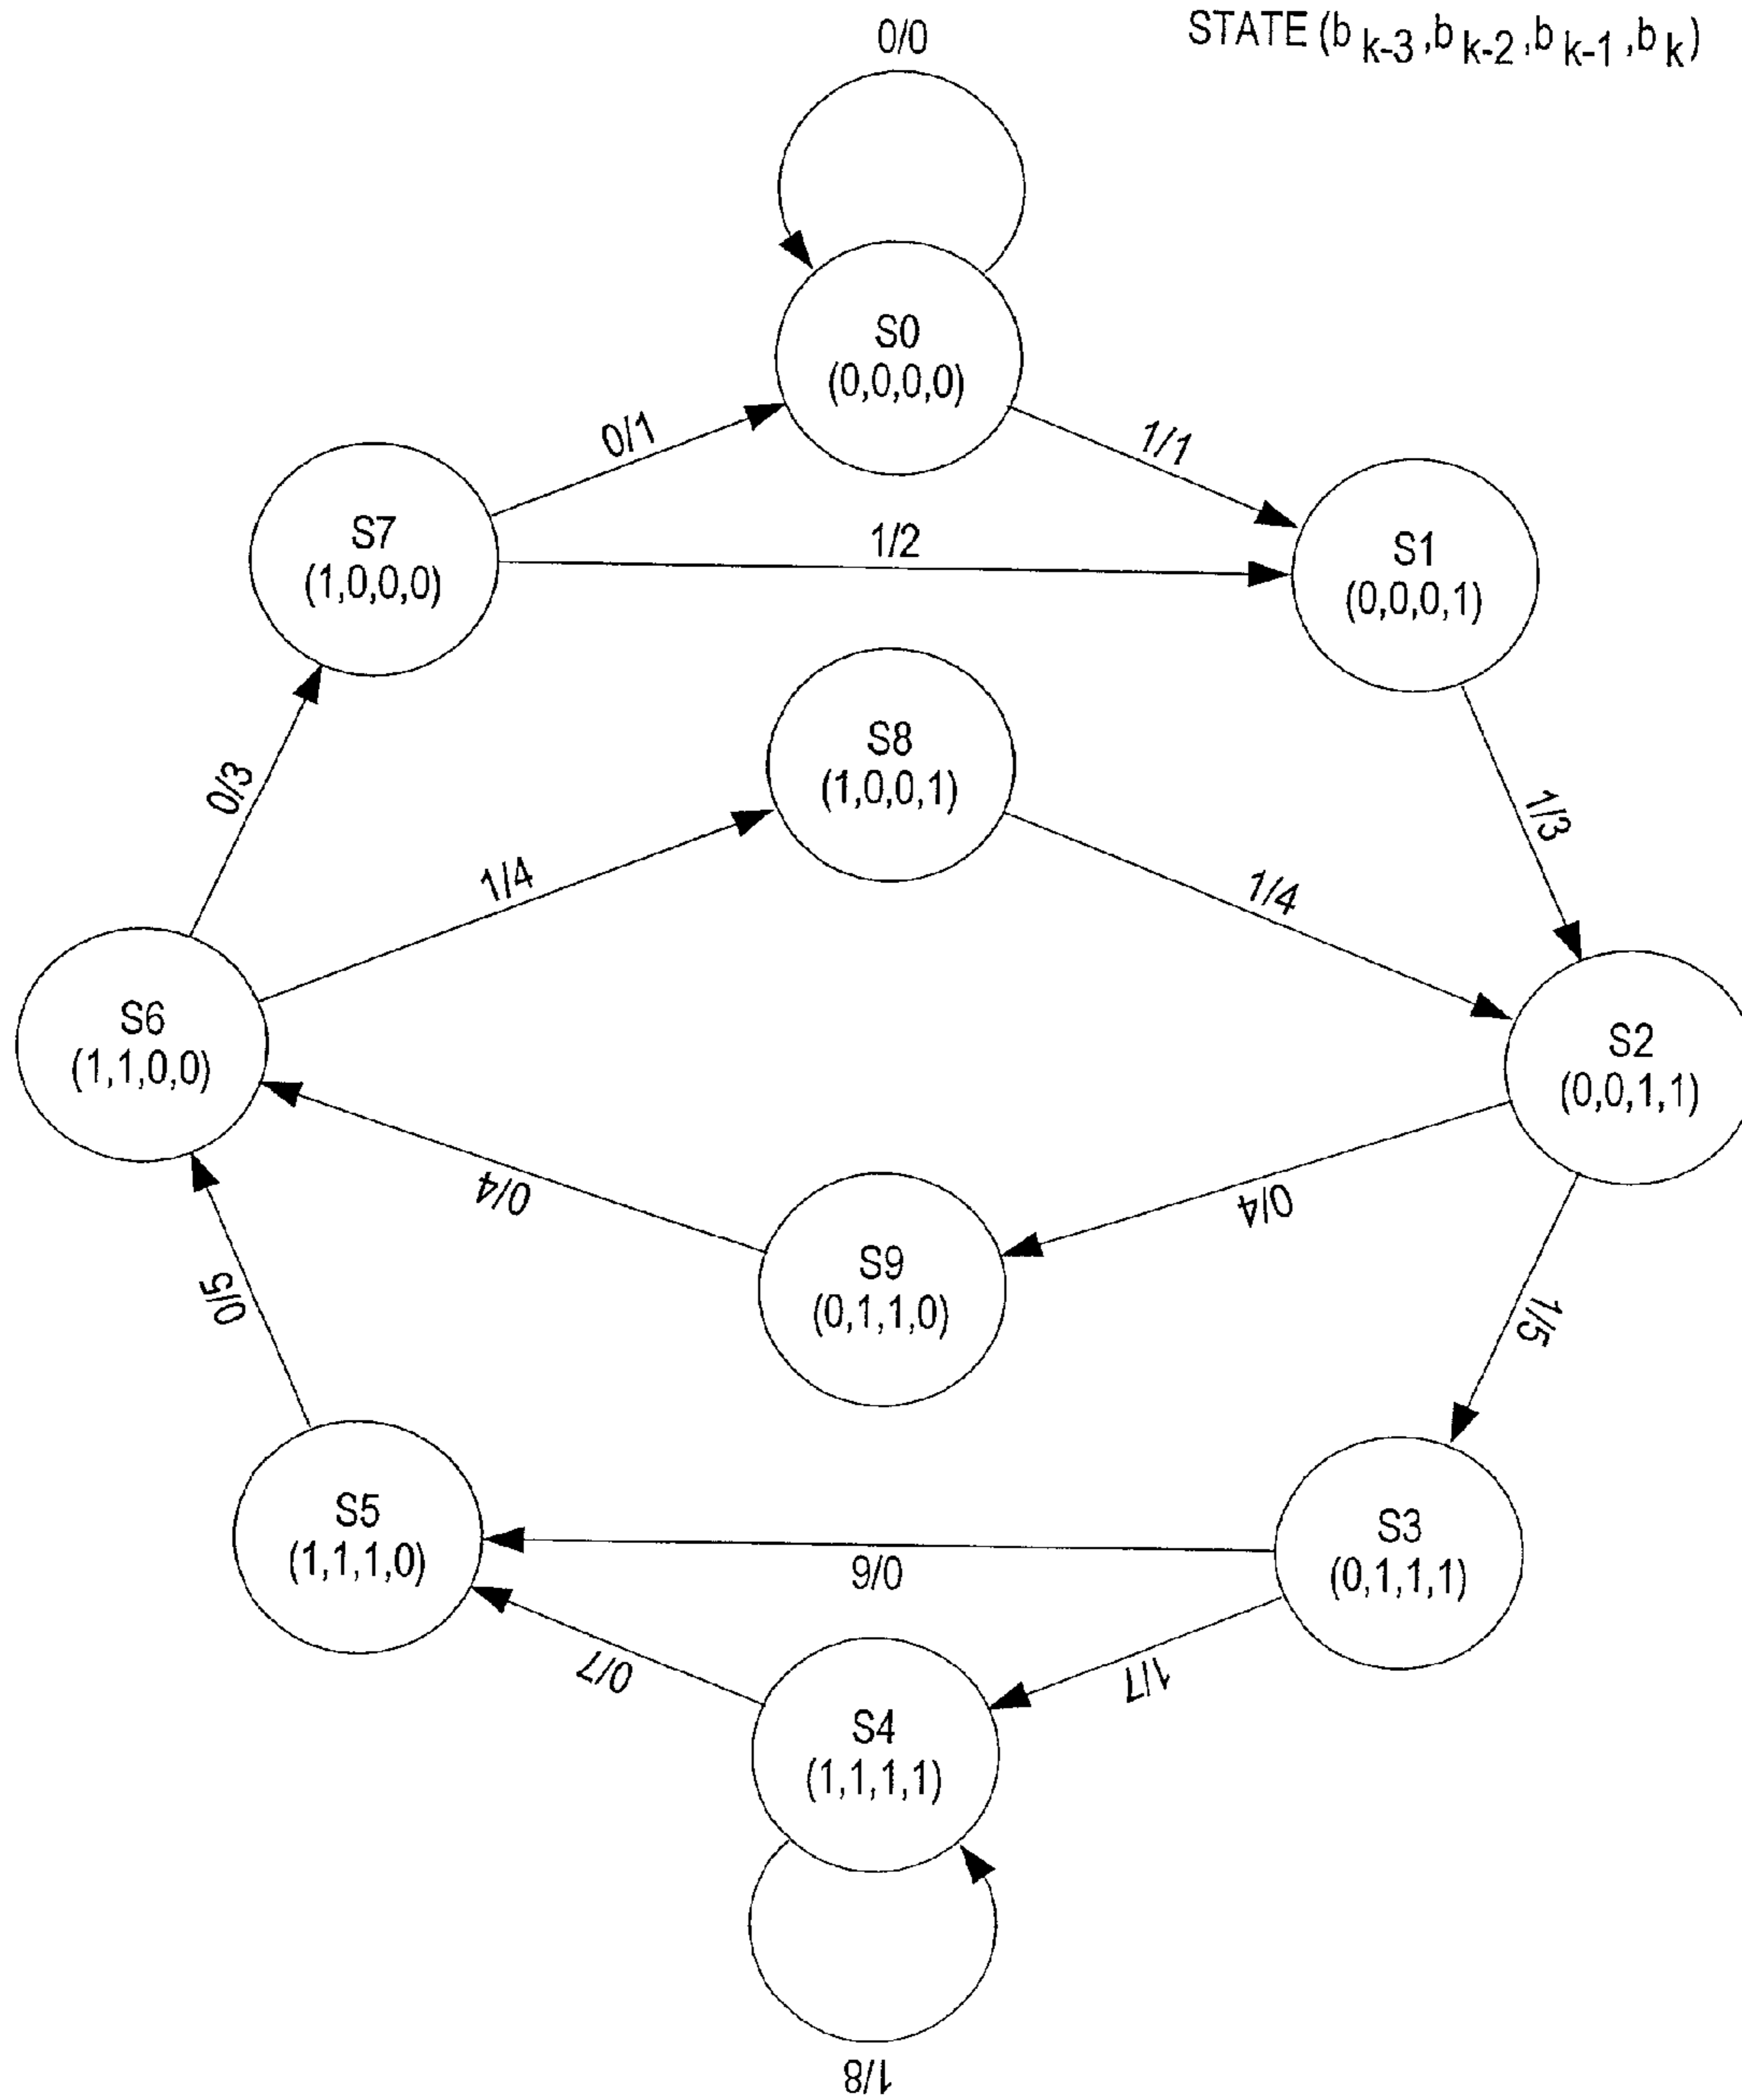 STATE (b k-3 ,b k-2 ,b k-1 ,b k)
0/0
S0
(0,0,0,0)
0/1
1/1
S7
(1,0,0,0)
1/2
S1
(0,0,0,1)
S8
(1,0,0,1)
0/3
1/3
1/4
1/4
S6
(1,1,0,0)
S2
(0,0,1,1)
0/4
0/4
S9
(0,1,1,0)
0/5
1/5
S5
(1,1,1,0)
S3
(0,1,1,1)
0/6
0/7
1/7
S4
(1,1,1,1)
1/8